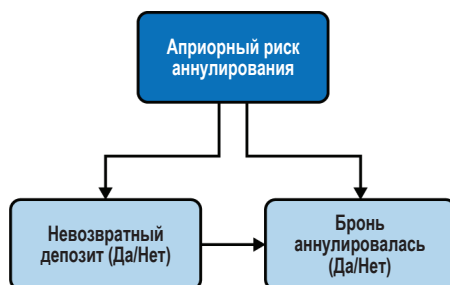 Априорный риск
аннулирования
Невозвратный
депозит (Да/Нет)
Бронь
аннулировалась
(Да/Нет)